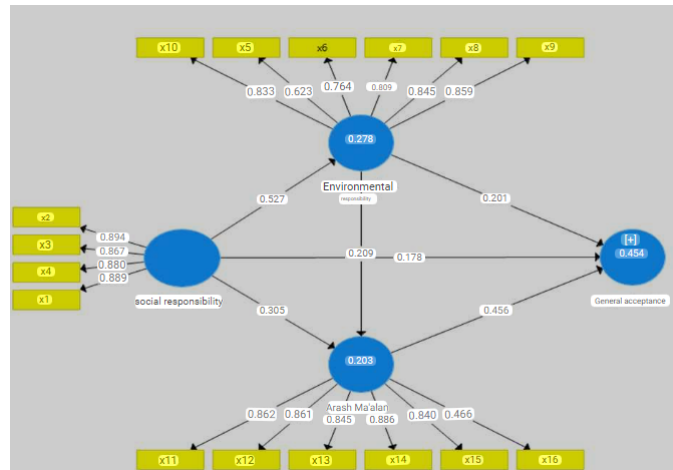 x10
x5
x6
x7
x8
x9
0.833
0.623
0.764
0.809
0.845
0.859
0.278
Environmental
responsibility
0.527
0.201
x2
x3
x4
x1
0.894
0.867
0.880
0.889
social responsibility
0.209
0.178
[+]
0.454
General acceptance
0.305
0.456
0.203
Arash Ma'alan
0.862
0.861
0.845
0.886
0.840
0.466
x11
x12
x13
x14
x15
x16